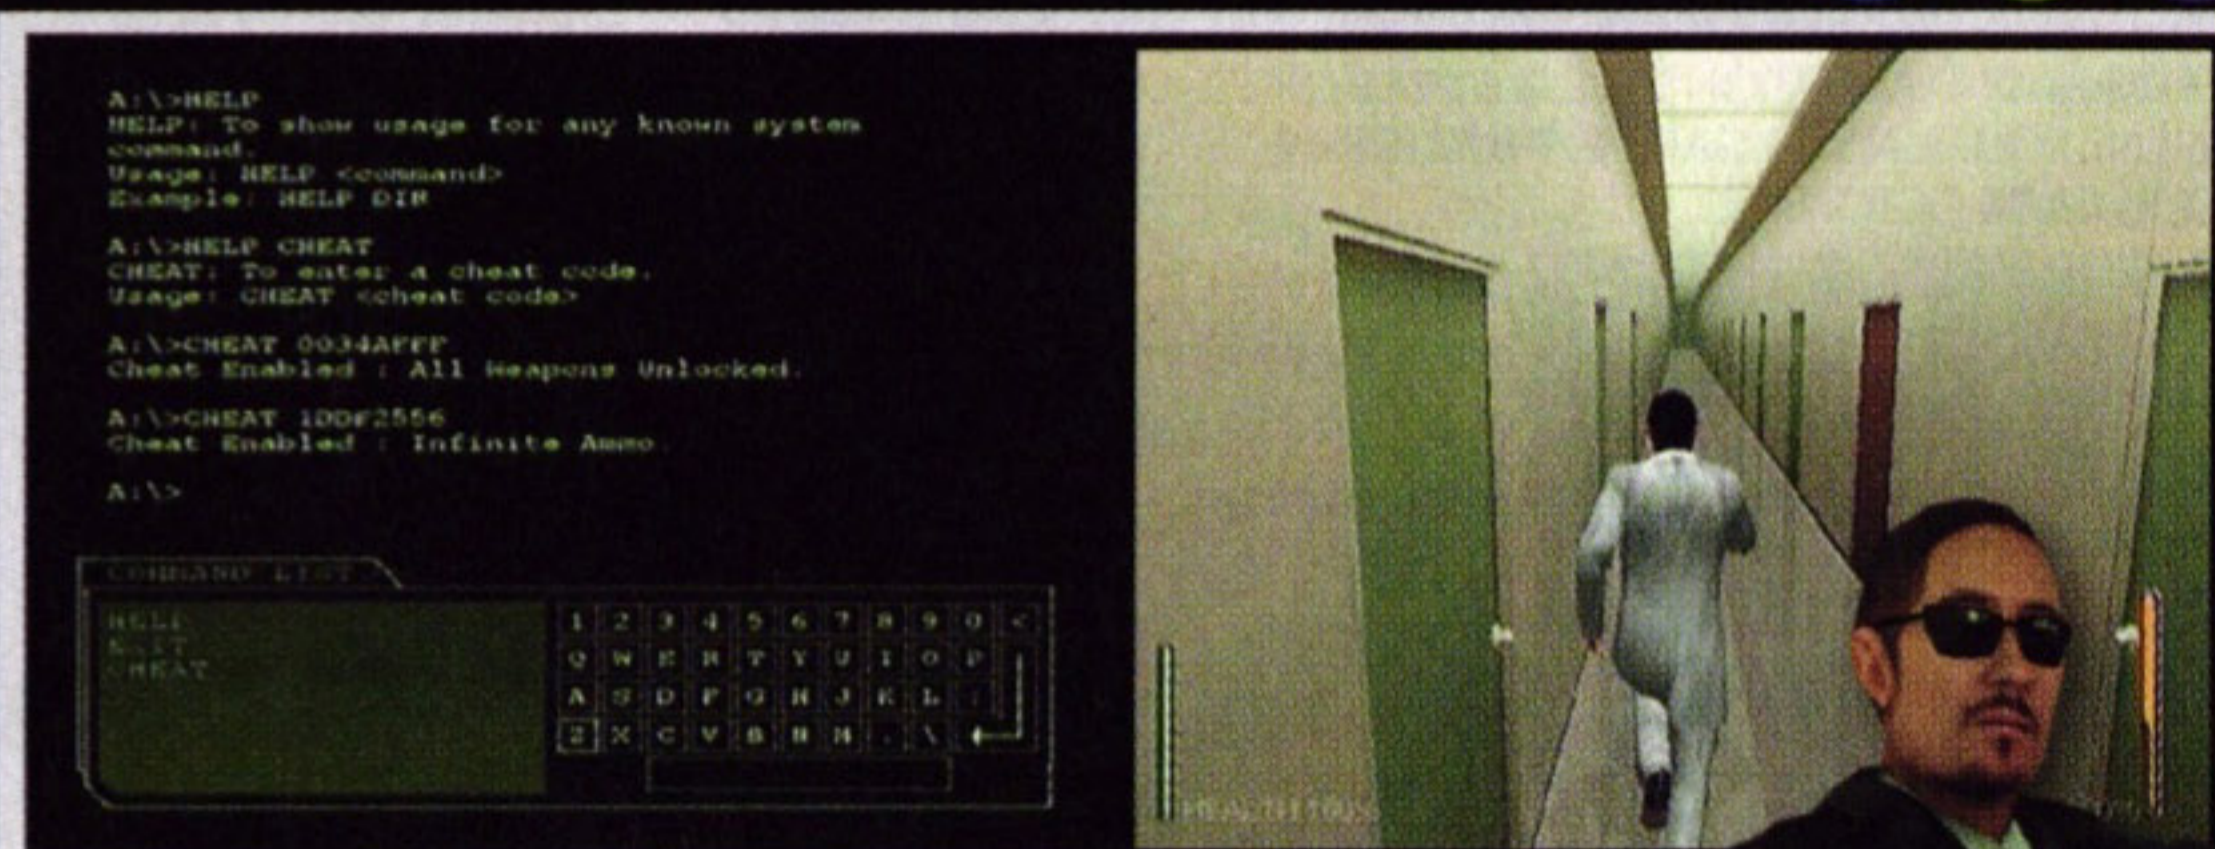 A:\>HELP
HELP: To show usage for any known system
command.
Usage: HELP <command>
Example: HELP DIR
A:\>HELP CHEAT
CHEAT: To enter a cheat code.
Usage: CHEAT <cheat code>
A:\>CHEAT 0034AFFF
Cheat Enabled : All Weapons Unlocked.
A:\>CHEAT 1DDF2556
Cheat Enabled : Infinite Ammo.
A:\>
COMMAND LIST
HELP
EXIT
CHEAT
1 2 3 4 5 6 7 8 9 0 <
Q W E R T Y U I O P
A S D F G H J K L :
Z X C V B N M . \